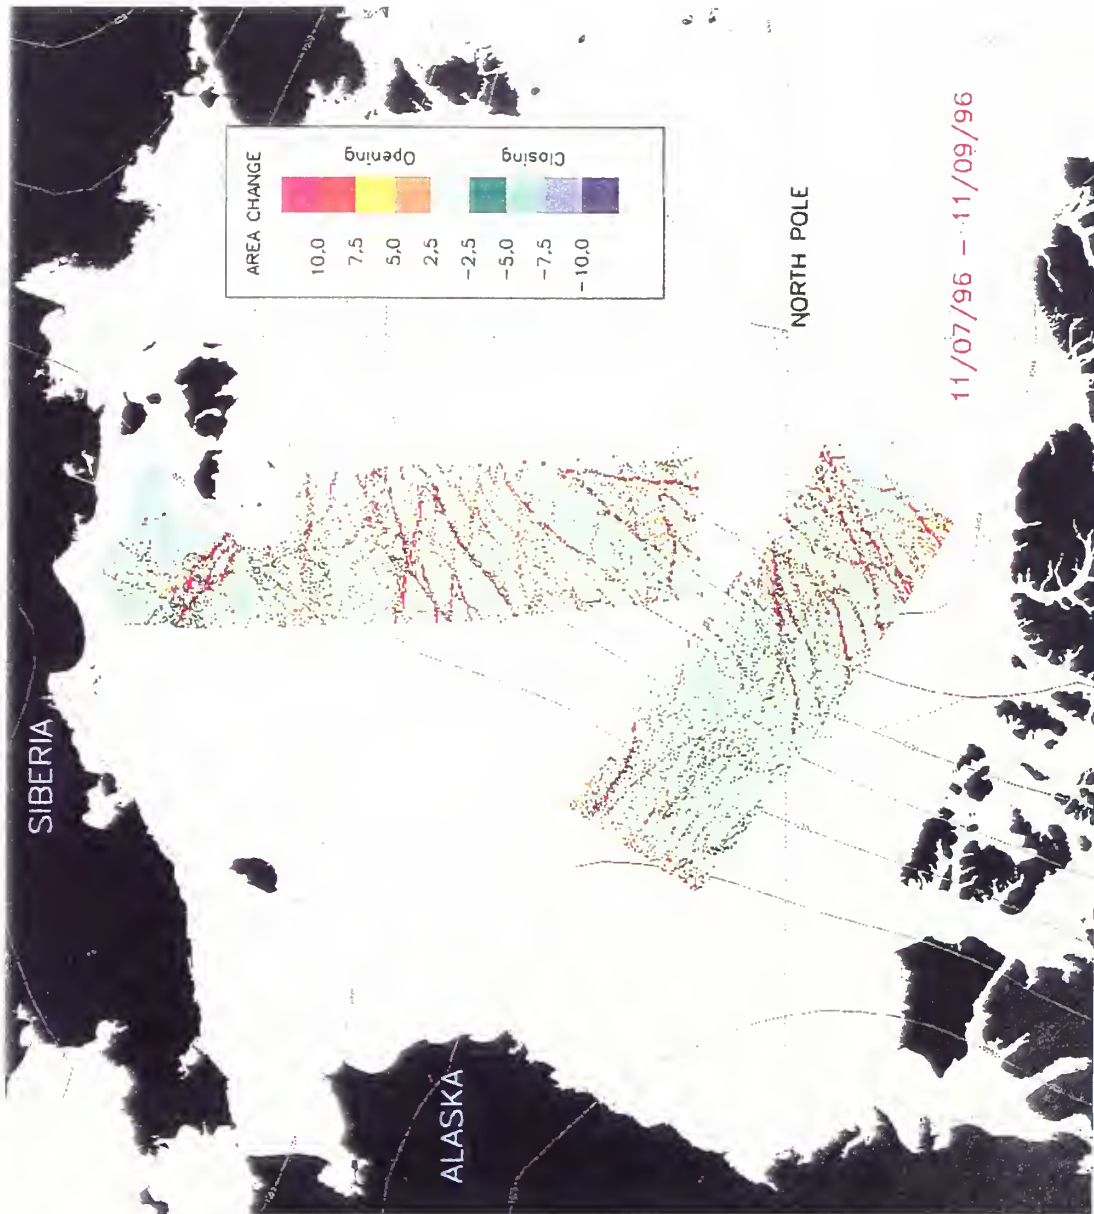 SIBERIA
ALASKA
AREA CHANGE
Opening
10.0
7.5
5.0
2.5
Closing
-2.5
-5.0
-7.5
-10.0
NORTH POLE
11/07/96 - 11/09/96